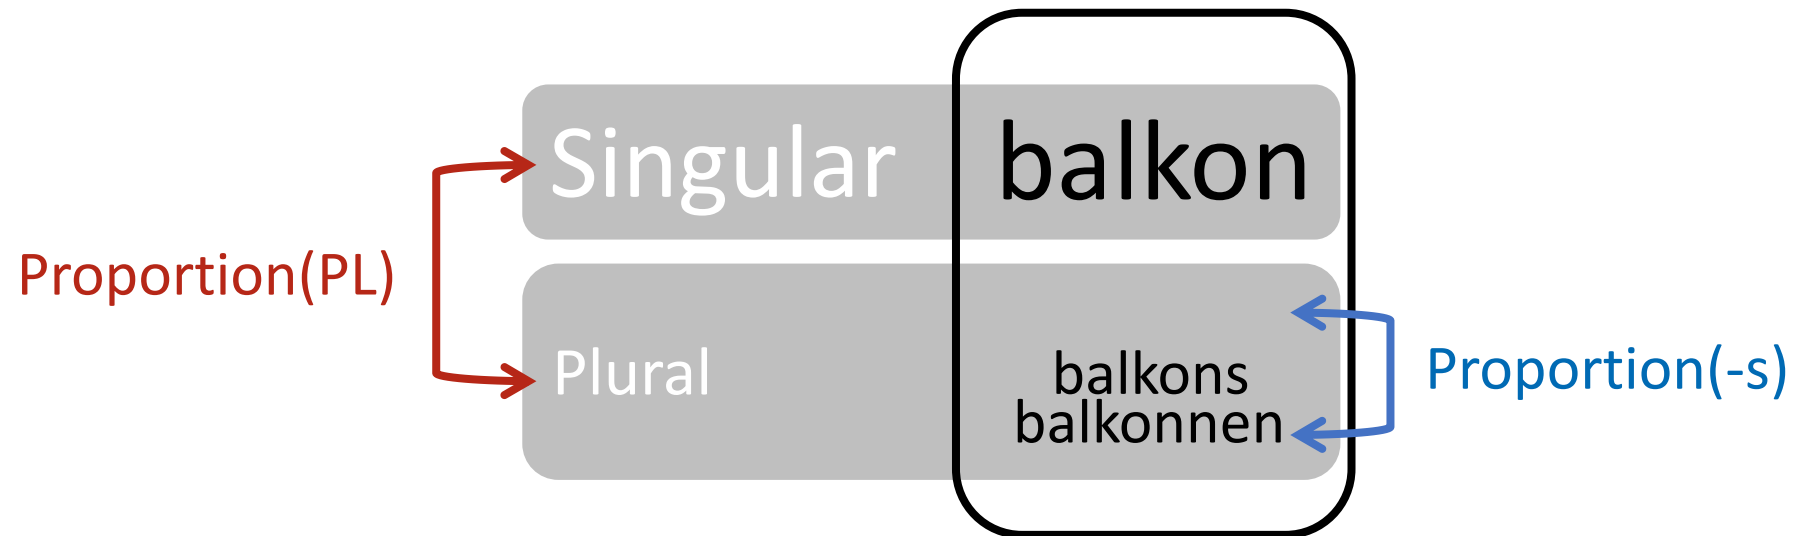 Singular balkon
Proportion(PL)
Plural balkons
balkonnen
Proportion(-s)